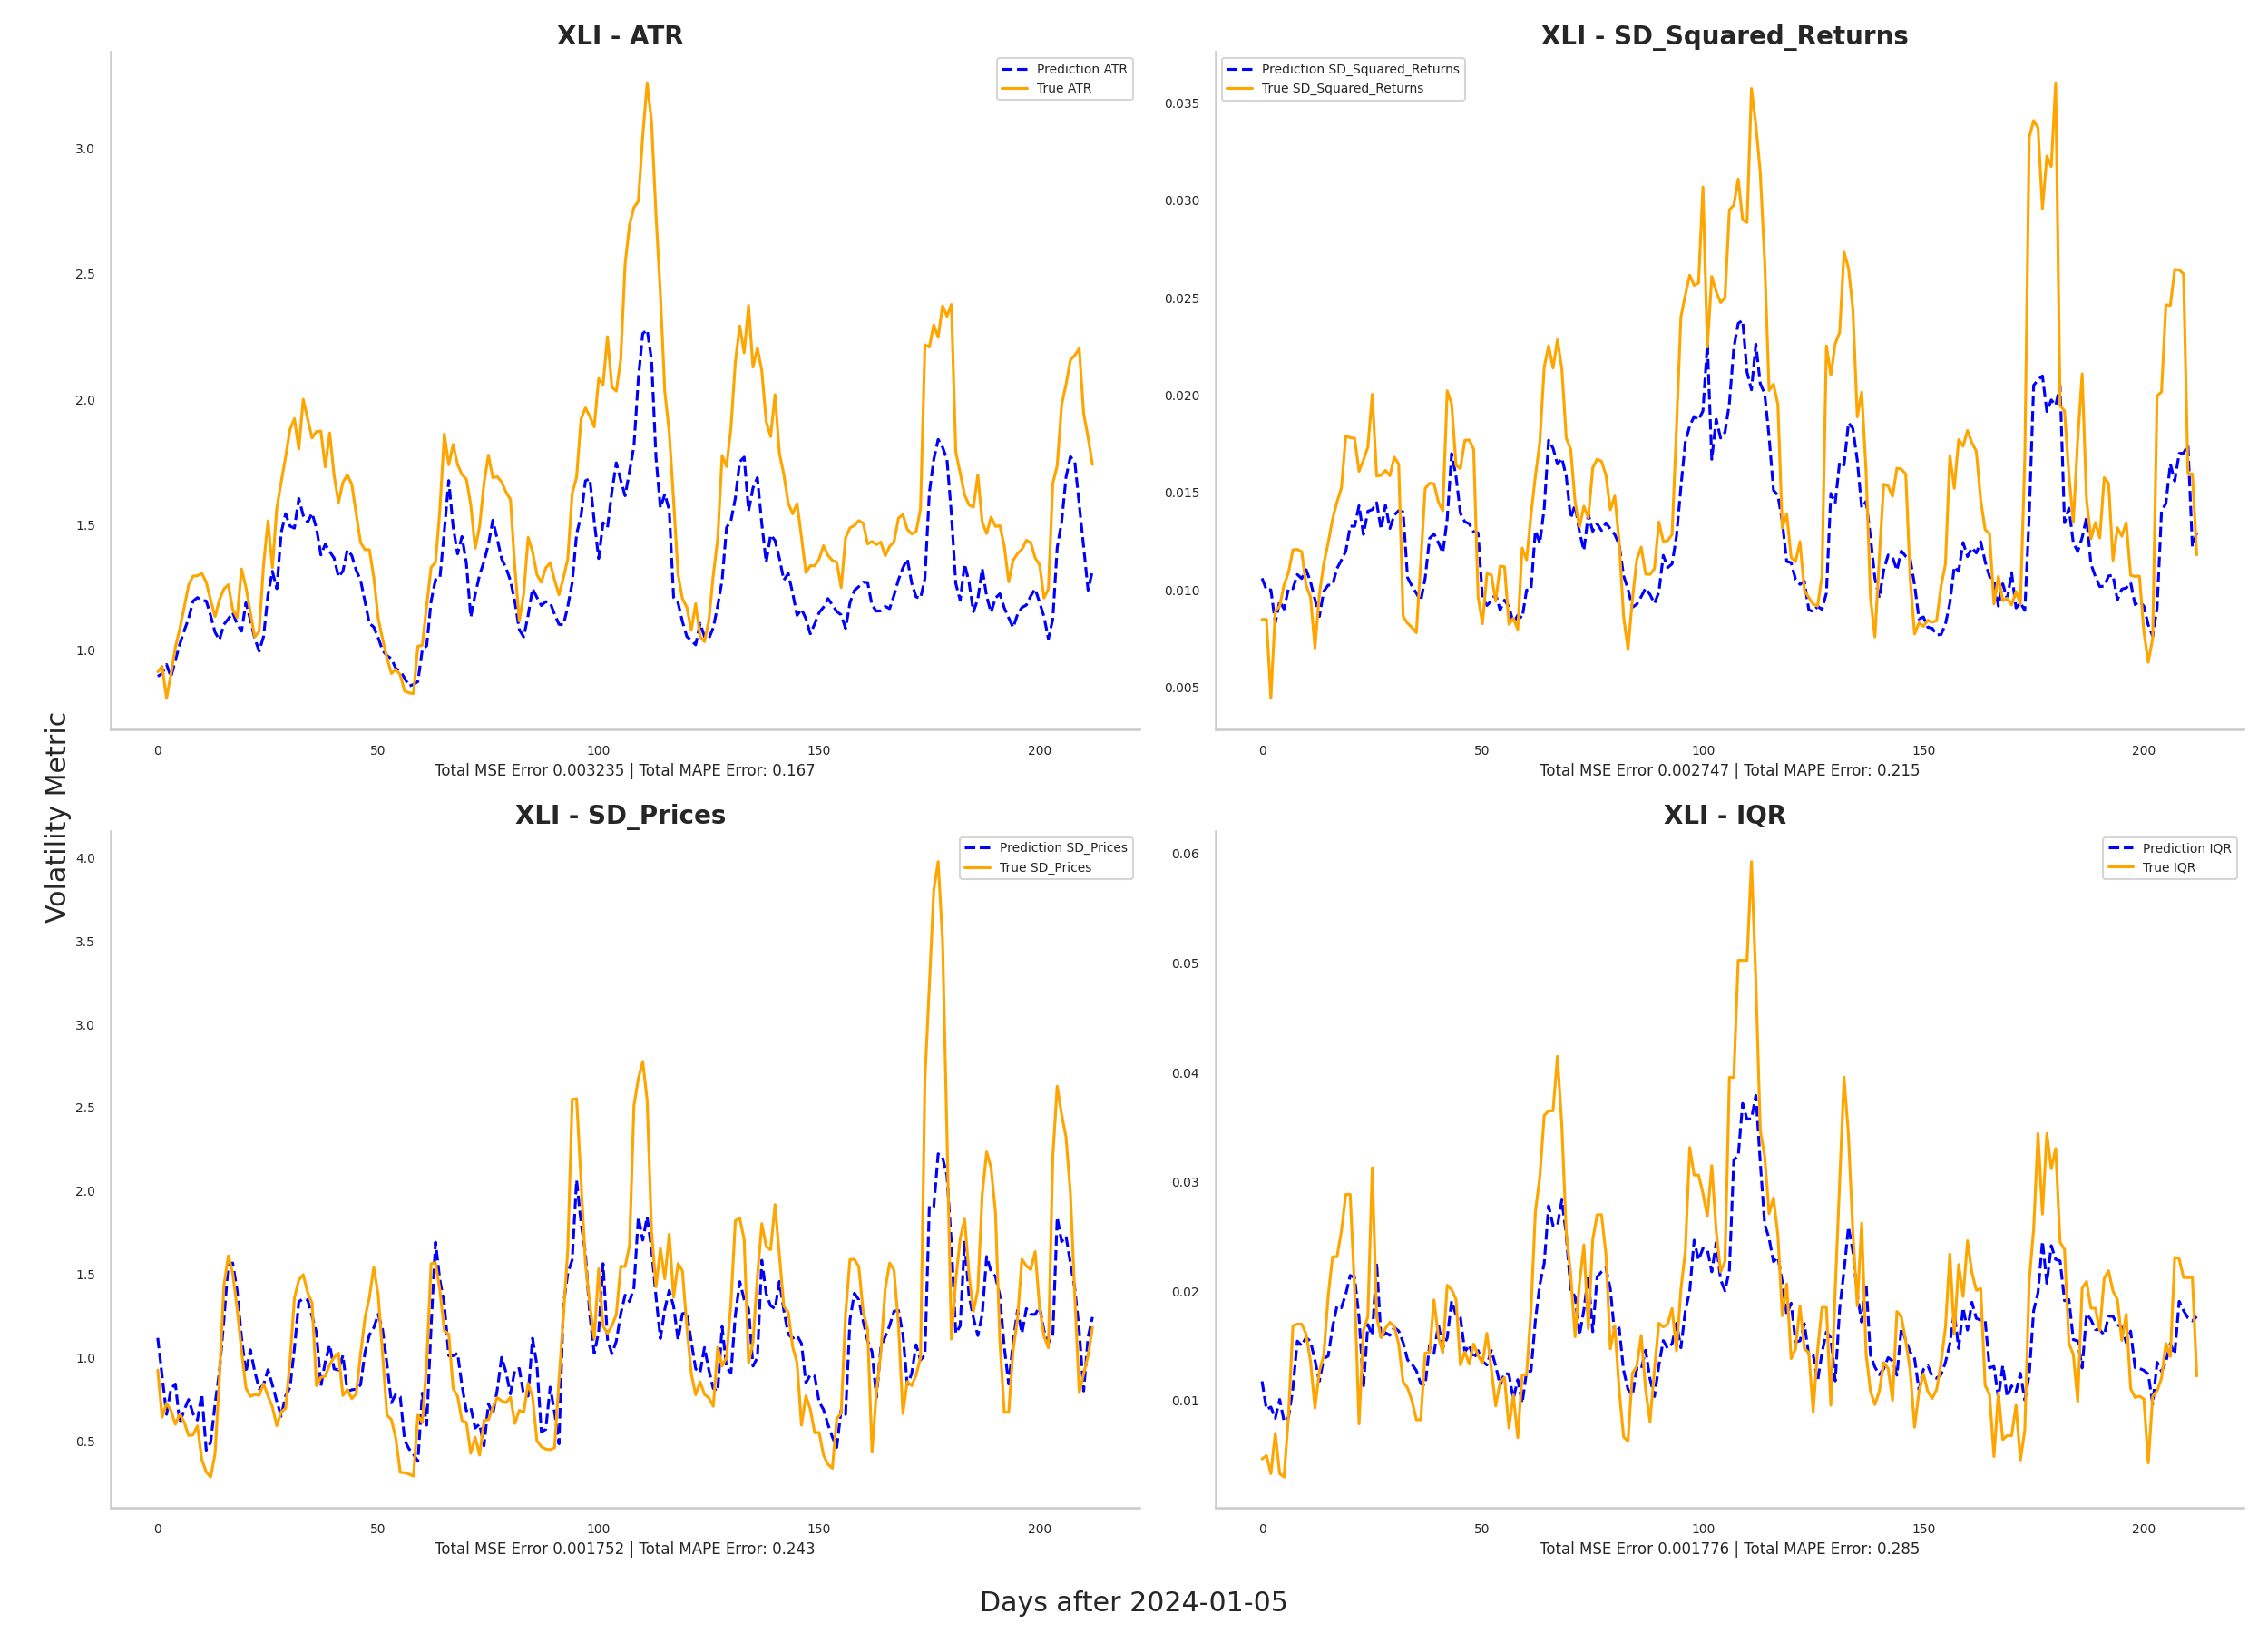 XLI - ATR
Prediction ATR
True ATR
3.0
2.5
2.0
1.5
1.0
0
50
100
150
200
Total MSE Error 0.003235 | Total MAPE Error: 0.167
XLI - SD_Squared_Returns
Prediction SD_Squared_Returns
True SD_Squared_Returns
0.035
0.030
0.025
0.020
0.015
0.010
0.005
0
50
100
150
200
Total MSE Error 0.002747 | Total MAPE Error: 0.215
Volatility Metric
XLI - SD_Prices
Prediction SD_Prices
True SD_Prices
4.0
3.5
3.0
2.5
2.0
1.5
1.0
0.5
0
50
100
150
200
Total MSE Error 0.001752 | Total MAPE Error: 0.243
XLI - IQR
Prediction IQR
True IQR
0.06
0.05
0.04
0.03
0.02
0.01
0
50
100
150
200
Total MSE Error 0.001776 | Total MAPE Error: 0.285
Days after 2024-01-05